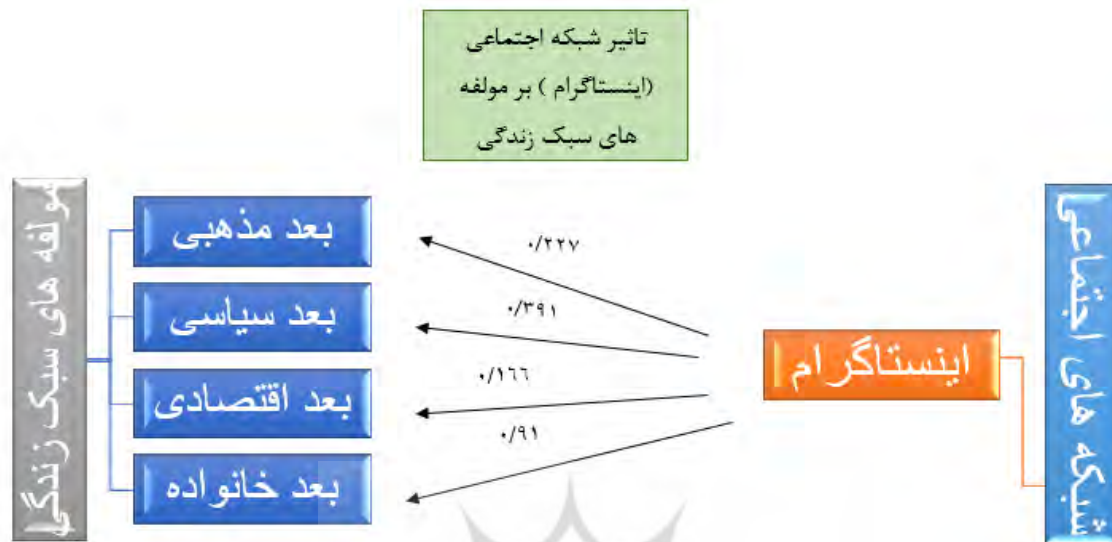 تاثیر شبکه اجتماعی
(اینستاگرام ) بر مولفه
های سبک زندگی
شبکه های اجتماعی
اینستاگرام
۰/۲۲۷
۰/۳۹۱
۰/۱۶۶
۰/۹۱
بعد مذهبی
بعد سیاسی
بعد اقتصادی
بعد خانواده
مولفه های سبک زندگی